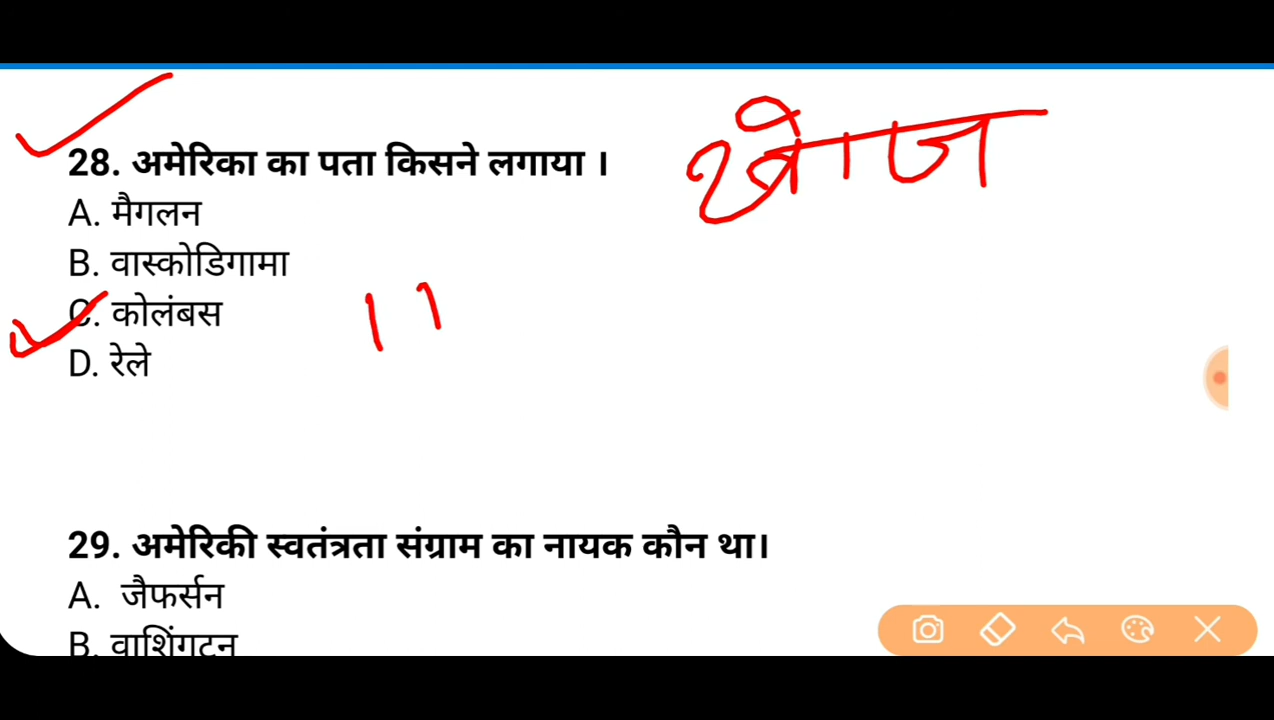 28. अमेरिका का पता किसने लगाया ।
खोज
A. मैगलन
B. वास्कोडिगामा
C. कोलंबस
D. रेले
29. अमेरिकी स्वतंत्रता संग्राम का नायक कौन था।
A. जैफर्सन
B. वाशिंगटन